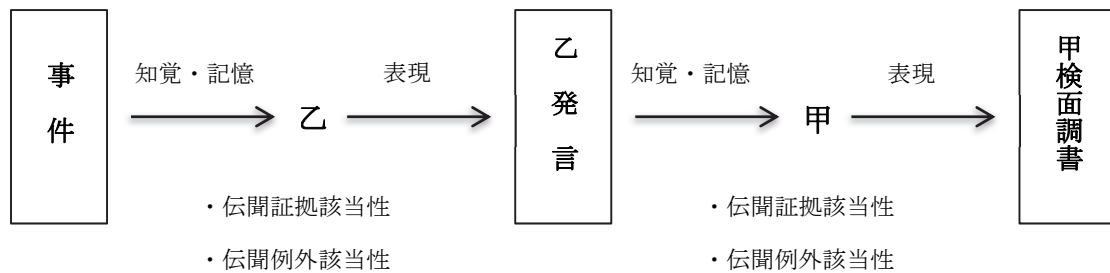 事件
知覚・記憶
乙
表現
乙発言
知覚・記憶
甲
表現
甲検面調書
・伝聞証拠該当性
・伝聞例外該当性
・伝聞証拠該当性
・伝聞例外該当性